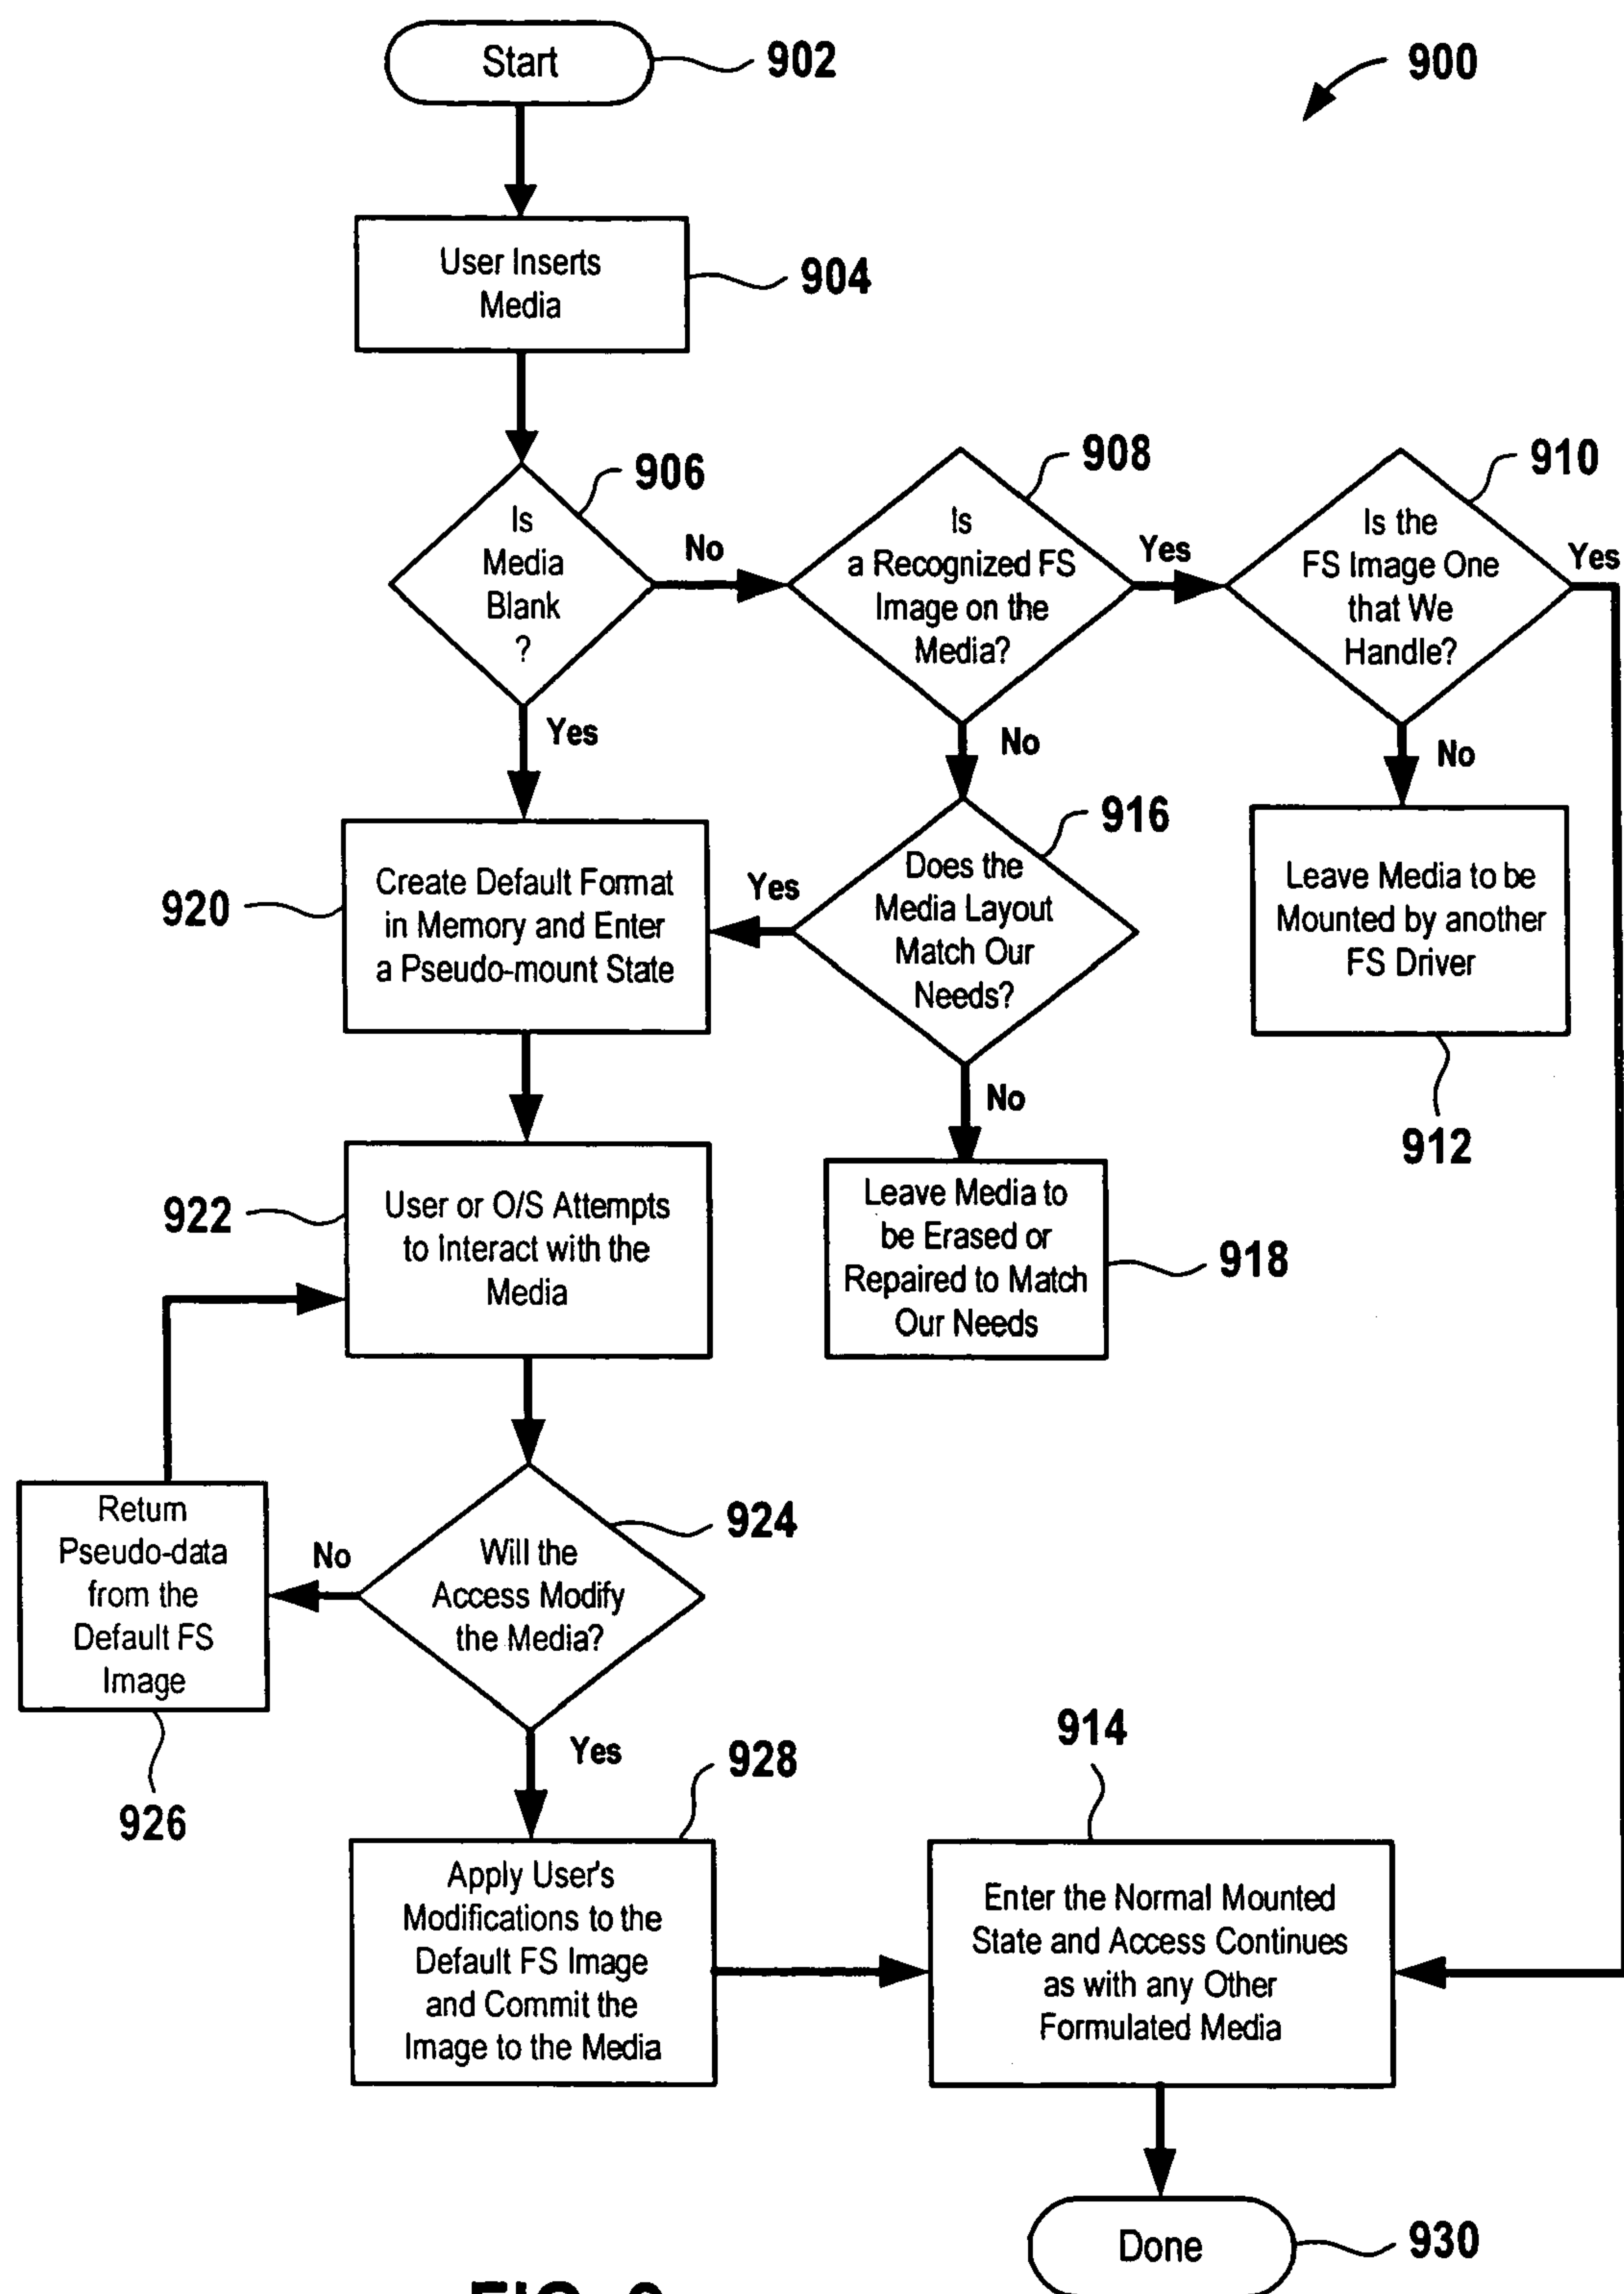 Start
902
900
User Inserts
Media
904
906
Is
Media
Blank
?
No
908
Is
a Recognized FS
Image on the
Media?
Yes
910
Is the
FS Image One
that We
Handle?
Yes
Yes
No
No
916
Does the
Media Layout
Match Our
Needs?
Yes
920
Create Default Format
in Memory and Enter
a Pseudo-mount State
Leave Media to be
Mounted by another
FS Driver
912
No
922
User or O/S Attempts
to Interact with the
Media
Leave Media to
be Erased or
Repaired to Match
Our Needs
918
924
Will the
Access Modify
the Media?
No
Return
Pseudo-data
from the
Default FS
Image
926
Yes
928
914
Apply User's
Modifications to the
Default FS Image
and Commit the
Image to the Media
Enter the Normal Mounted
State and Access Continues
as with any Other
Formulated Media
Done
930